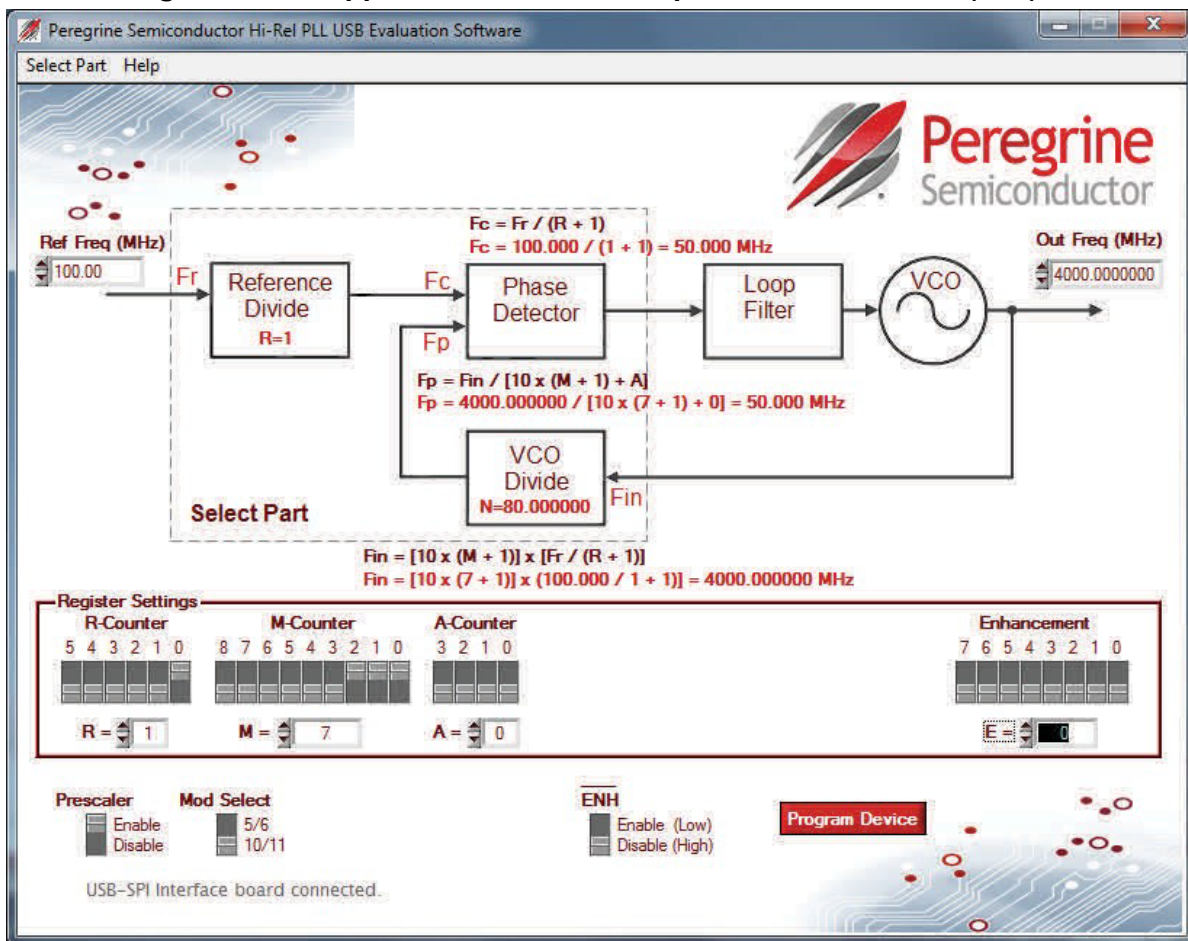 Peregrine Semiconductor Hi-Rel PLL USB Evaluation Software
Select Part Help
Peregrine
Semiconductor
Ref Freq (MHz)
100.00
Fr
Reference
Divide
R=1
Fc = Fr / (R + 1)
Fc = 100.000 / (1 + 1) = 50.000 MHz
Fc
Fp
Phase
Detector
Loop
Filter
VCO
Out Freq (MHz)
4000.0000000
Fp = Fin / [10 x (M + 1) + A]
Fp = 4000.000000 / [10 x (7 + 1) + 0] = 50.000 MHz
VCO
Divide
N=80.000000
Fin
Select Part
Fin = [10 x (M + 1)] x [Fr / (R + 1)]
Fin = [10 x (7 + 1)] x (100.000 / 1 + 1)] = 4000.000000 MHz
Register Settings
R-Counter M-Counter A-Counter Enhancement
5 4 3 2 1 0 8 7 6 5 4 3 2 1 0 3 2 1 0 7 6 5 4 3 2 1 0
R = 1 M = 7 A = 0 E = 0
Prescaler Mod Select ENH
Enable 5/6 Enable (Low)
Disable 10/11 Disable (High)
Program Device
USB-SPI Interface board connected.